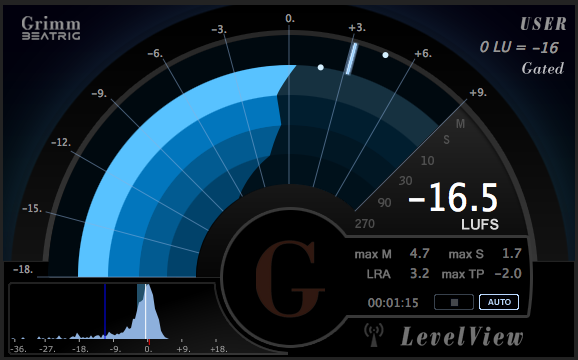 Grimm
BEATRIG
USER
0 LU = -16
Gated
-18.
-15.
-12.
-9.
-6.
-3.
0.
+3.
+6.
+9.
M
S
10
30
90
270
-16.5
LUFS
max M 4.7 max S 1.7
LRA 3.2 max TP -2.0
00:01:15 AUTO
G
LevelView
-36. -27. -18. -9. 0. +9. +18.